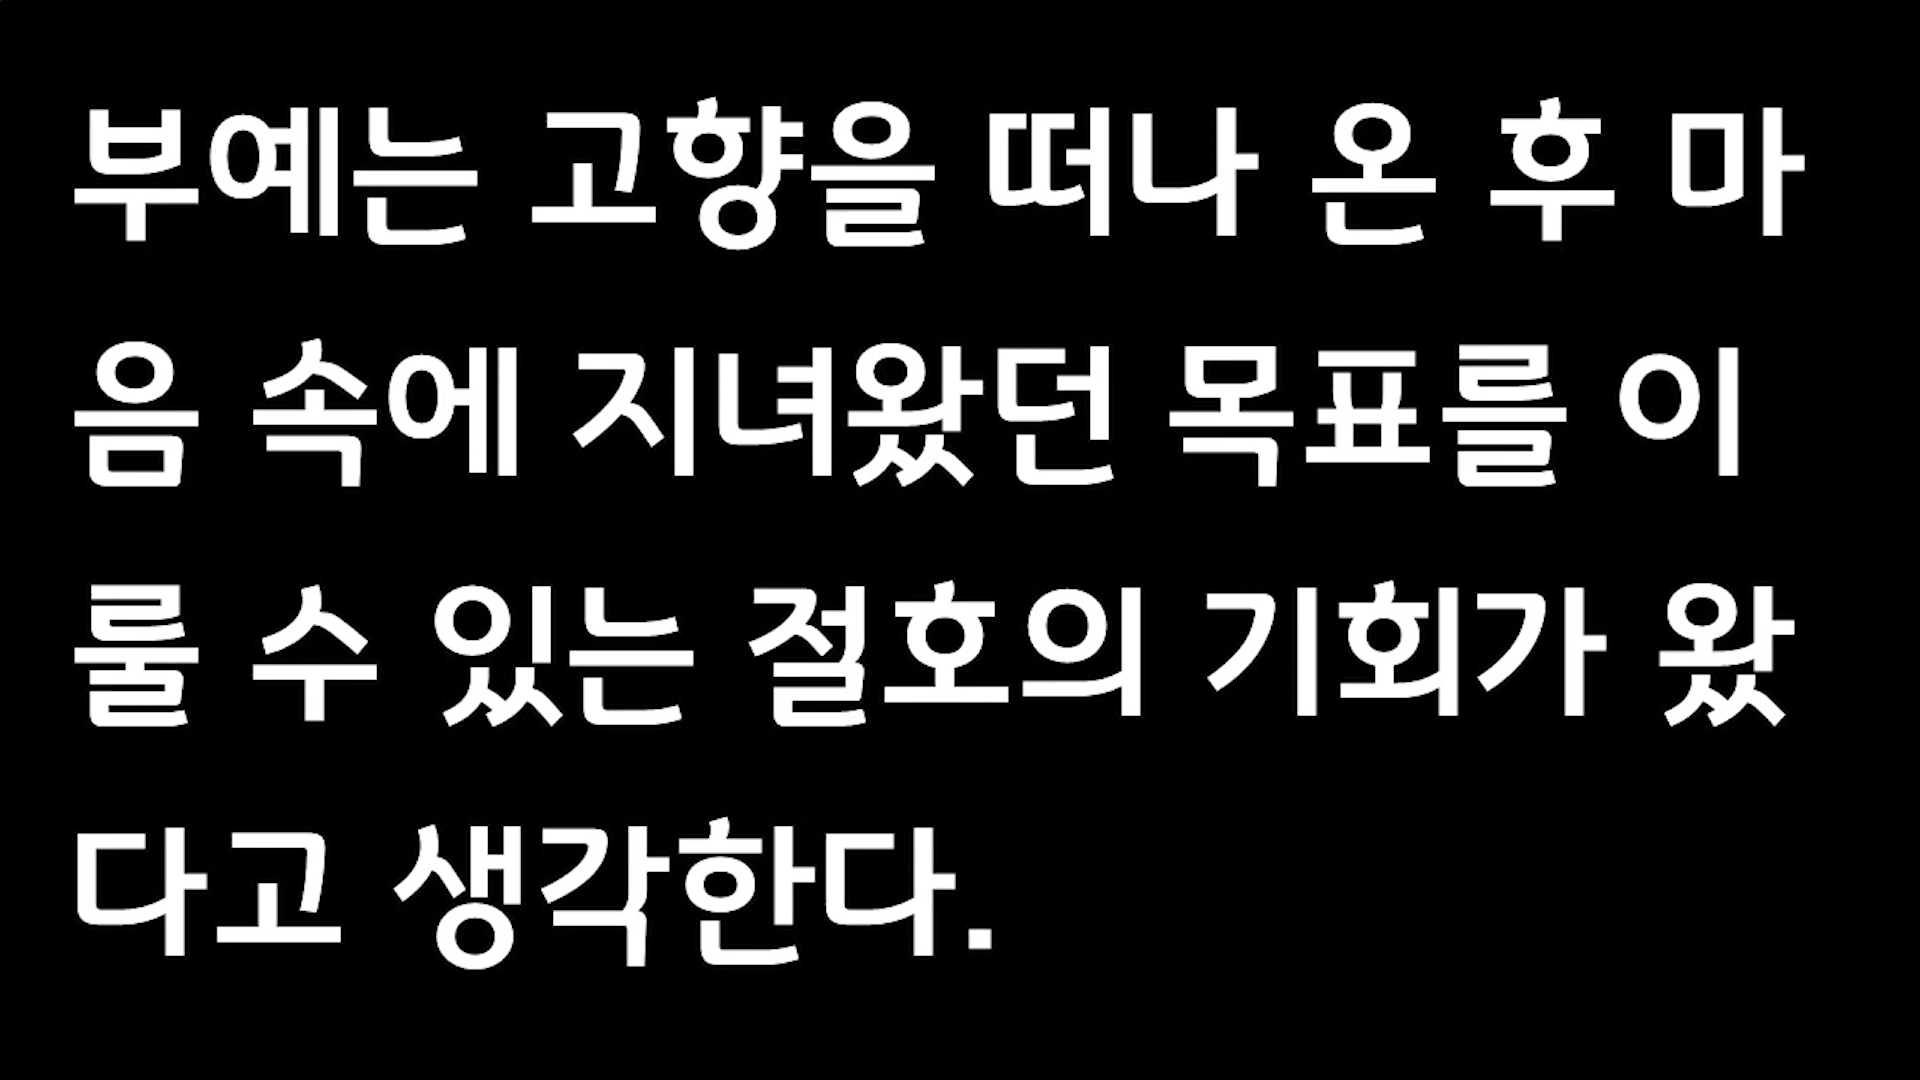 부예는 고향을 떠나 온 후 마
음 속에 지녀왔던 목표를 이
룰 수 있는 절호의 기회가 왔
다고 생각한다.